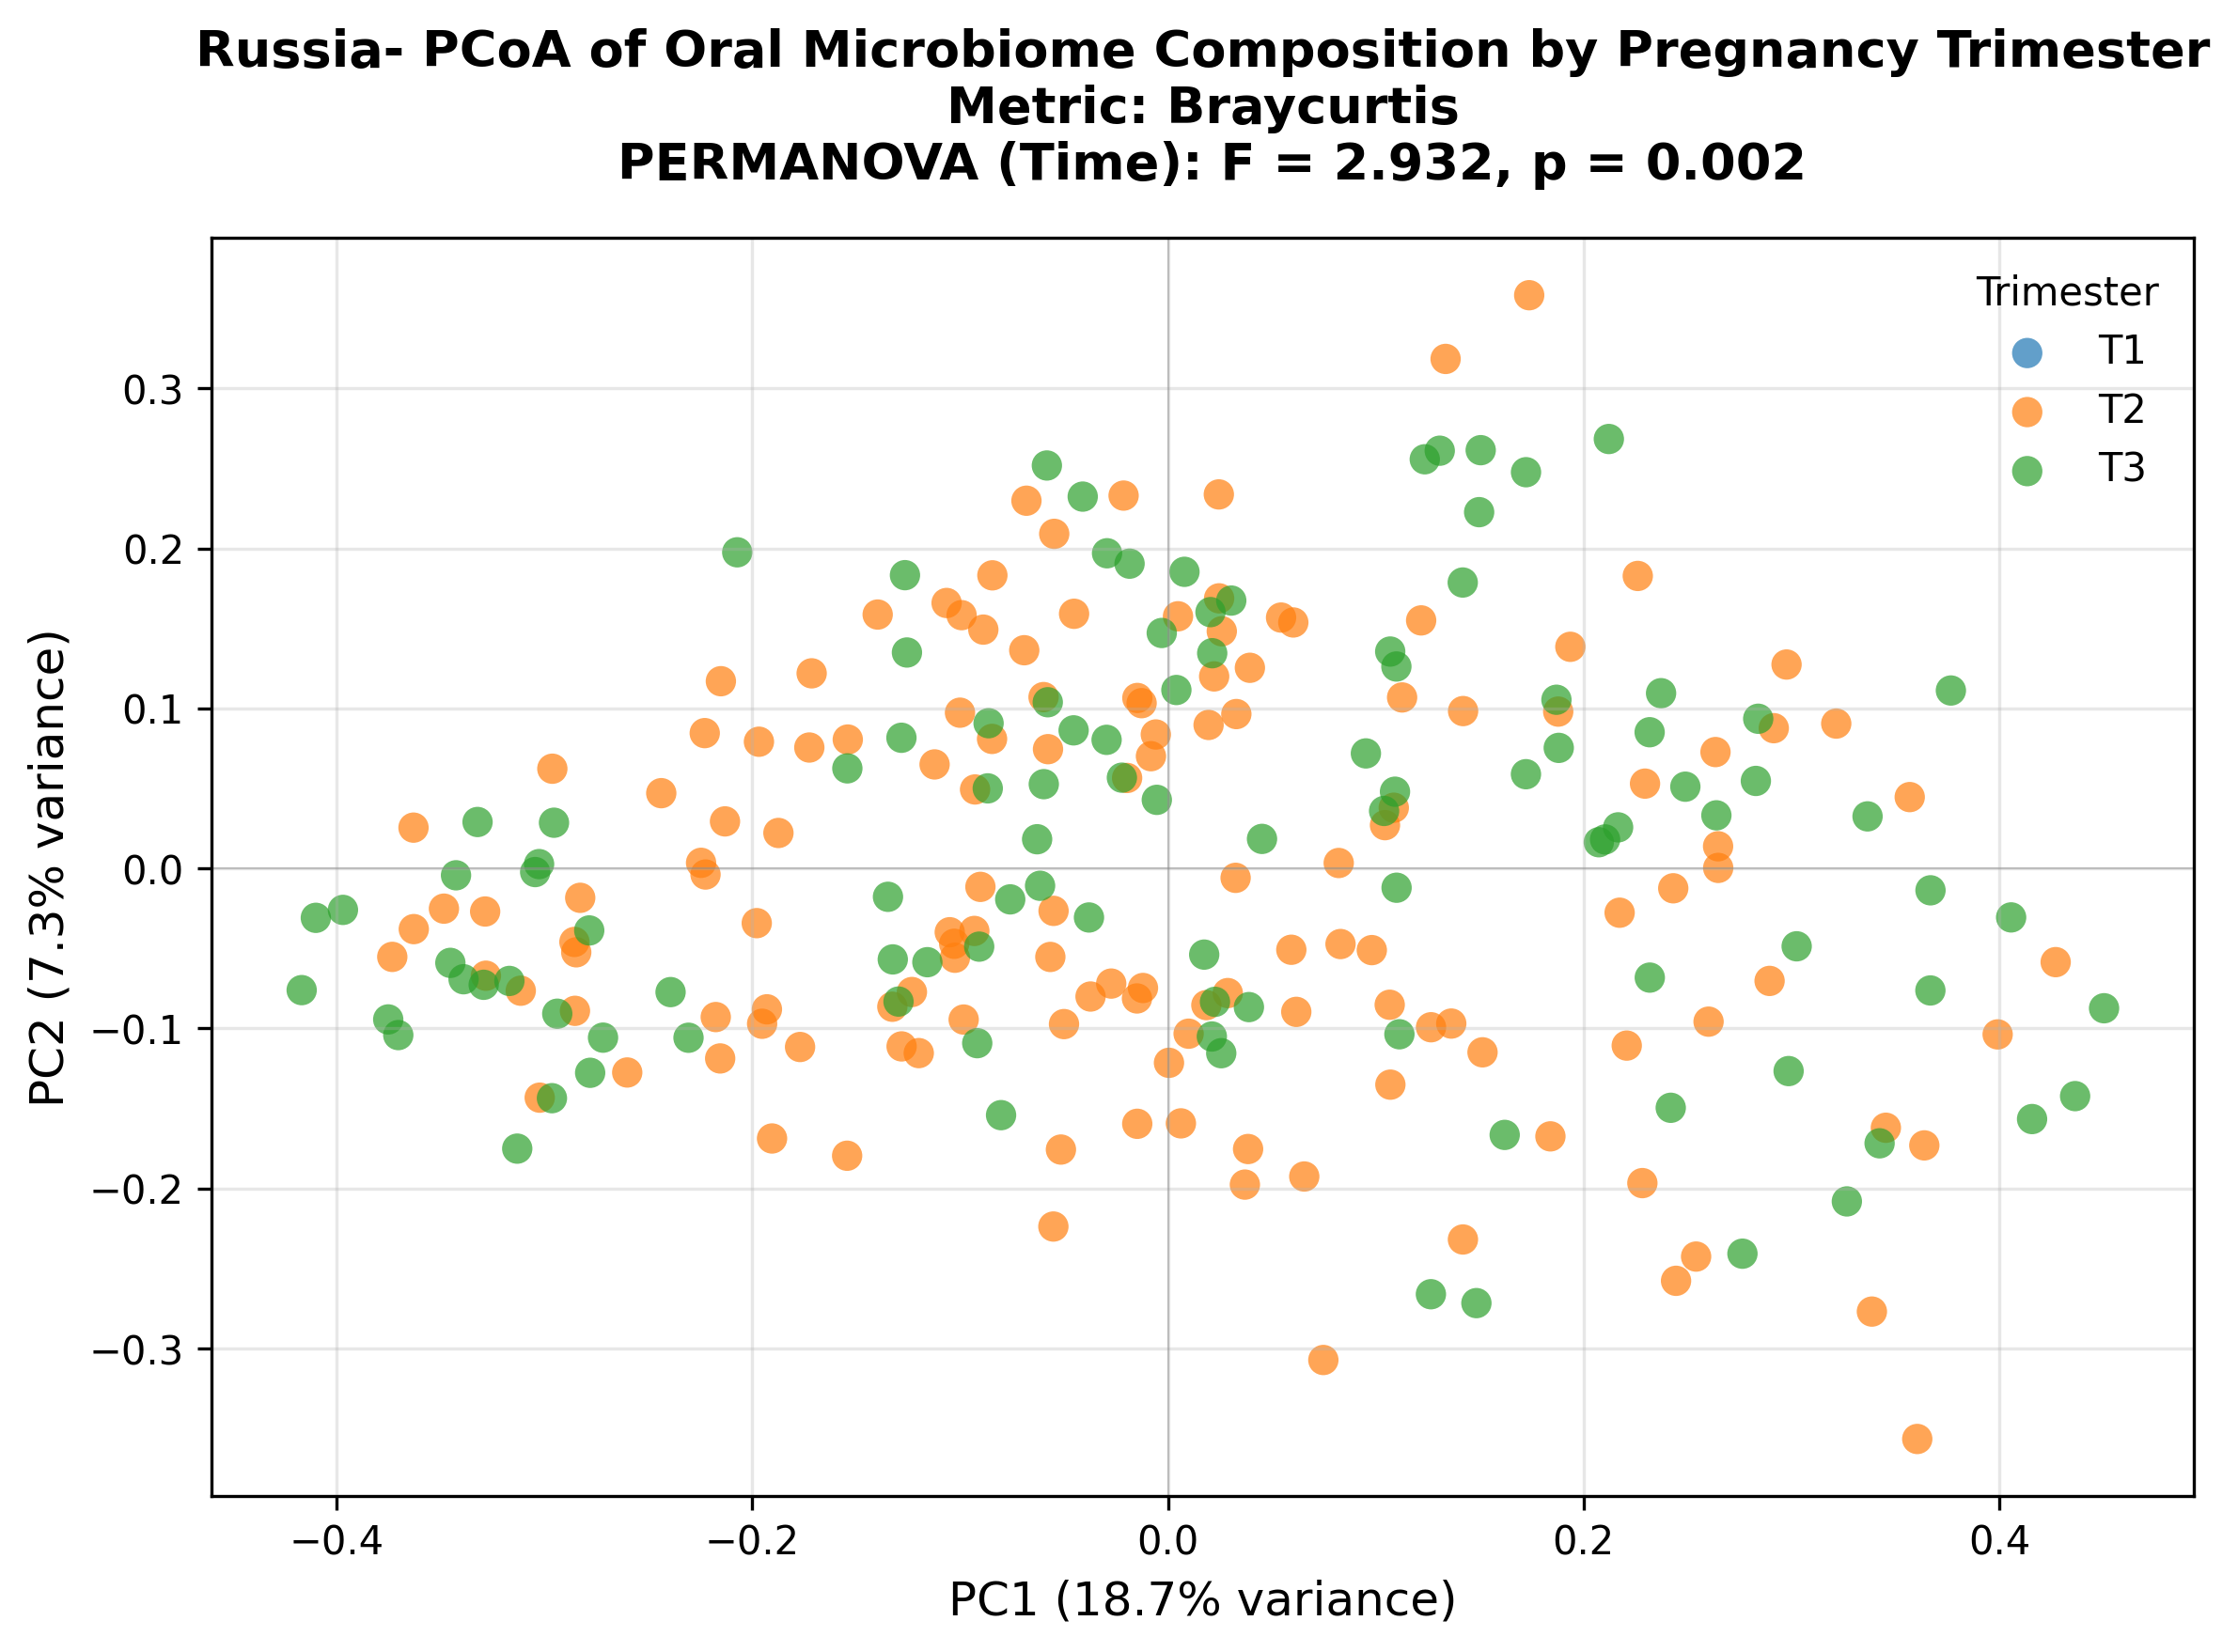 Russia- PCoA of Oral Microbiome Composition by Pregnancy Trimester
Metric: Braycurtis
PERMANOVA (Time): F = 2.932, p = 0.002
Trimester
T1
T2
T3
PC2 (7.3% variance)
0.3
0.2
0.1
0.0
−0.1
−0.2
−0.3
−0.4
−0.2
0.0
0.2
0.4
PC1 (18.7% variance)